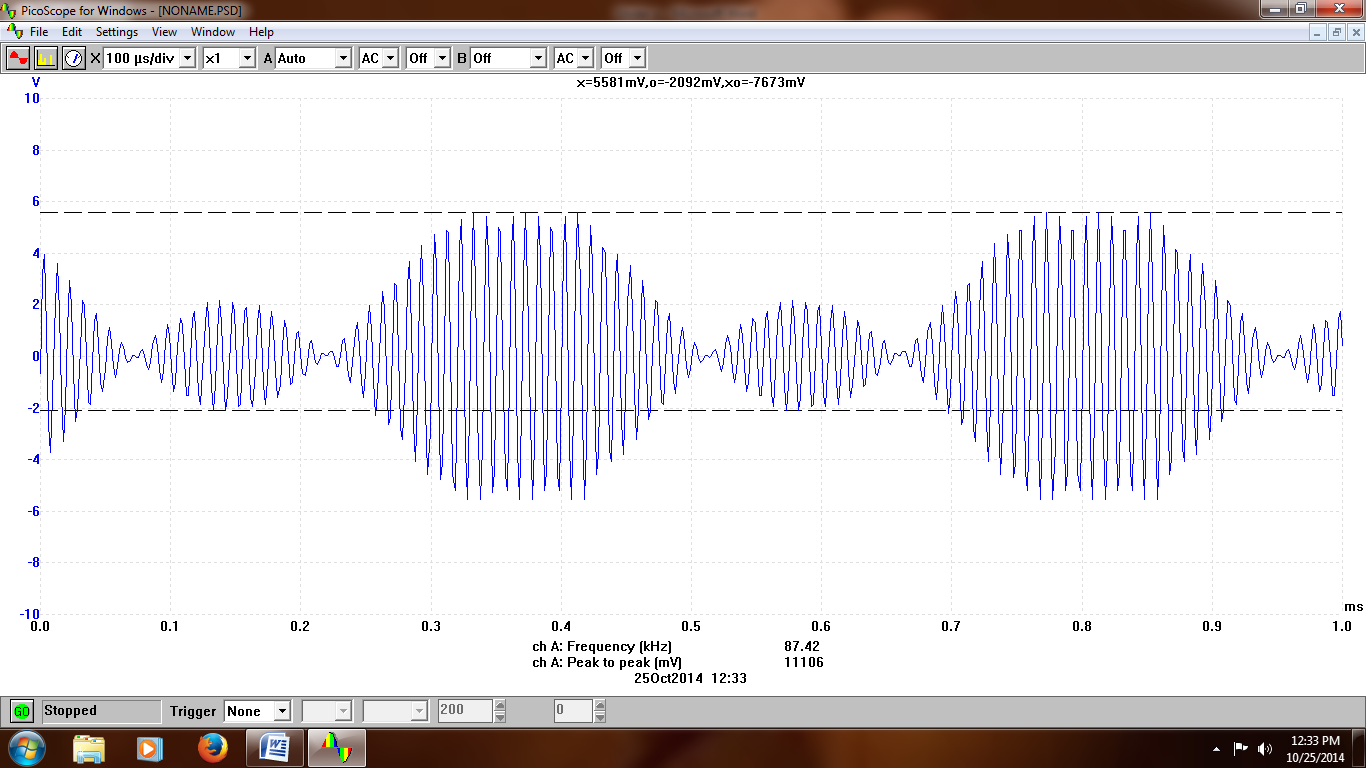 PicoScope for Windows - [NONAME.PSD]
File Edit Settings View Window Help
X 100 µs/div x1 A Auto AC Off B Off AC Off
V x=5581mV,o=-2092mV,xo=-7673mV
10
8
6
4
2
0
-2
-4
-6
-8
-10
ms
0.0 0.1 0.2 0.3 0.4 0.5 0.6 0.7 0.8 0.9 1.0
ch A: Frequency (kHz) 87.42
ch A: Peak to peak (mV) 11106
25Oct2014 12:33
GO Stopped Trigger None 200 0
12:33 PM
10/25/2014